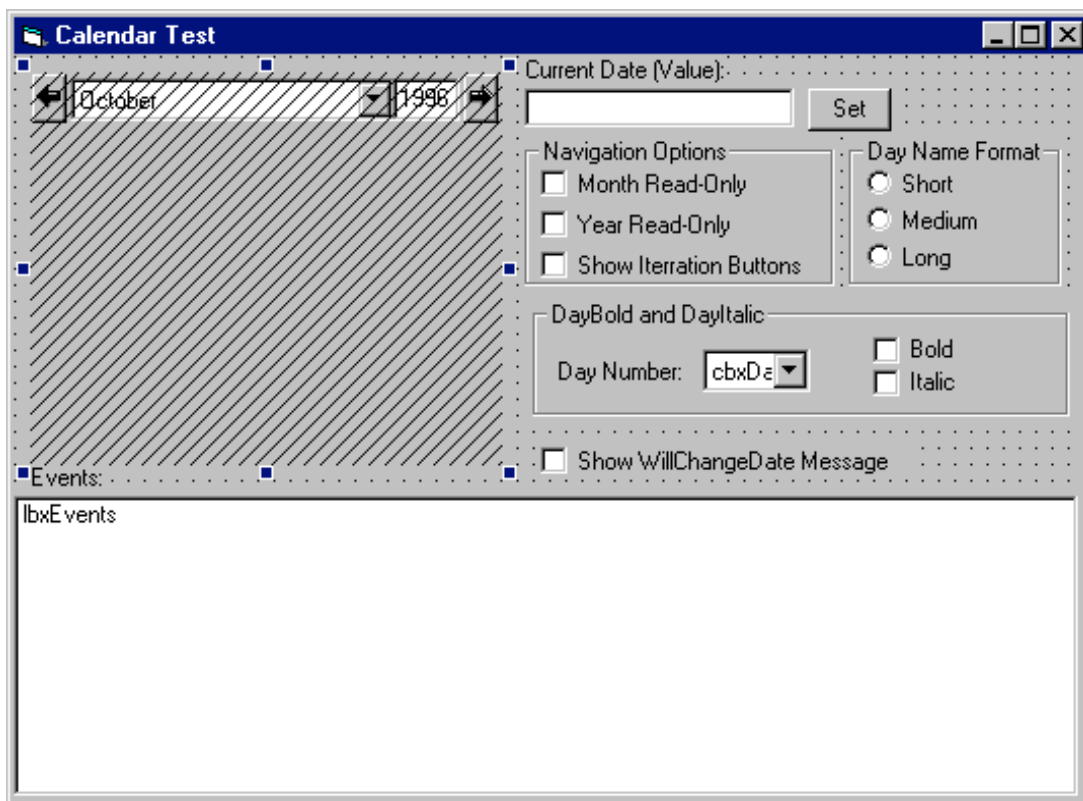 Calendar Test
October
1996
Current Date (Value):
Set
Navigation Options
Month Read-Only
Year Read-Only
Show Iterration Buttons
Day Name Format
Short
Medium
Long
DayBold and DayItalic
Day Number:
cbxDa
Bold
Italic
Show WillChangeDate Message
Events:
lbxEvents